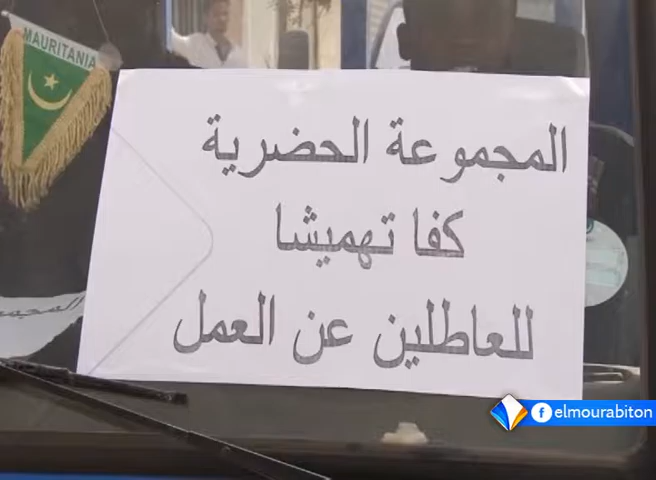 MAURITANIA
المجموعة الحضرية
كفا تهميشا
للعاطلين عن العمل
elmourabiton